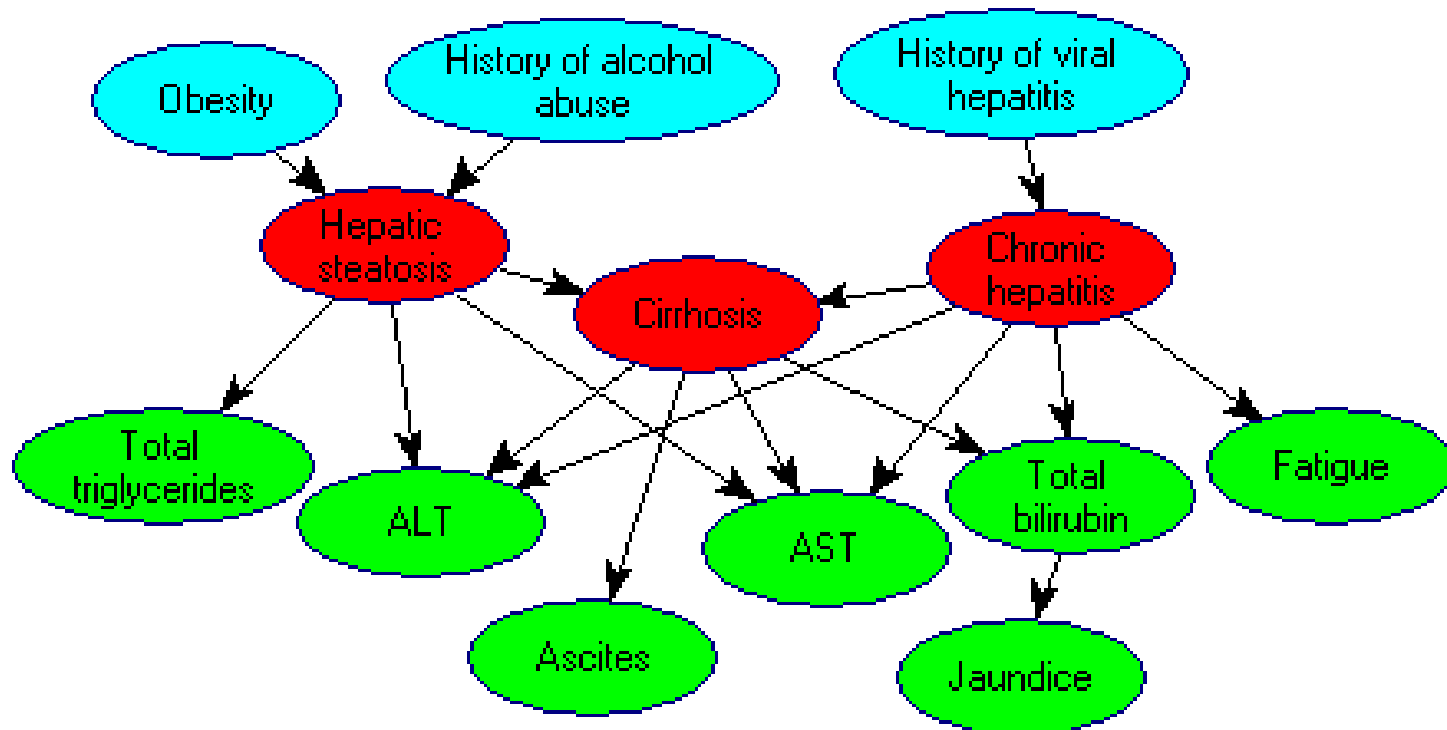 Obesity
History of alcohol
abuse
History of viral
hepatitis
Hepatic
steatosis
Cirrhosis
Chronic
hepatitis
Total
triglycerides
ALT
AST
Total
bilirubin
Fatigue
Ascites
Jaundice